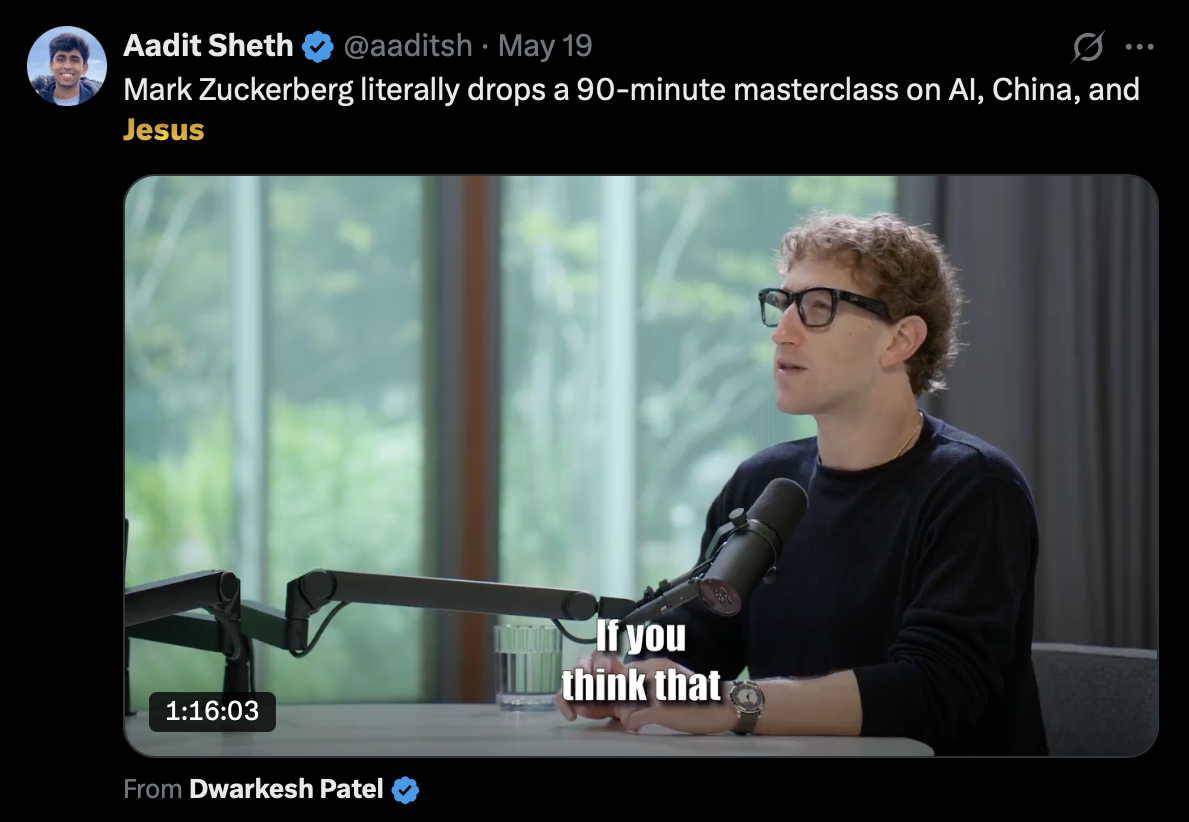 Aadit Sheth @aaditsh · May 19
Mark Zuckerberg literally drops a 90-minute masterclass on AI, China, and
Jesus
If you
think that
1:16:03
From Dwarkesh Patel